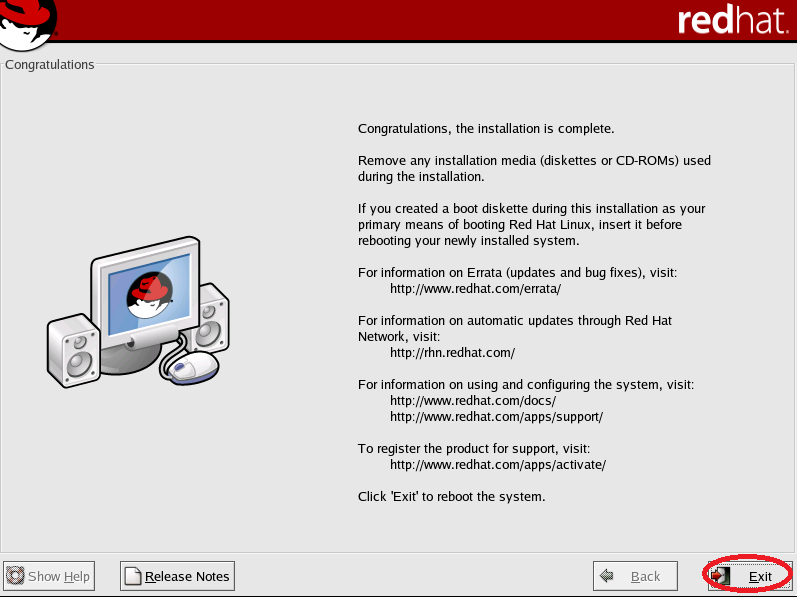 redhat.
Congratulations
Congratulations, the installation is complete.
Remove any installation media (diskettes or CD-ROMs) used
during the installation.
If you created a boot diskette during this installation as your
primary means of booting Red Hat Linux, insert it before
rebooting your newly installed system.
For information on Errata (updates and bug fixes), visit:
http://www.redhat.com/errata/
For information on automatic updates through Red Hat
Network, visit:
http://rhn.redhat.com/
For information on using and configuring the system, visit:
http://www.redhat.com/docs/
http://www.redhat.com/apps/support/
To register the product for support, visit:
http://www.redhat.com/apps/activate/
Click 'Exit' to reboot the system.
Show Help
Release Notes
Back
Exit